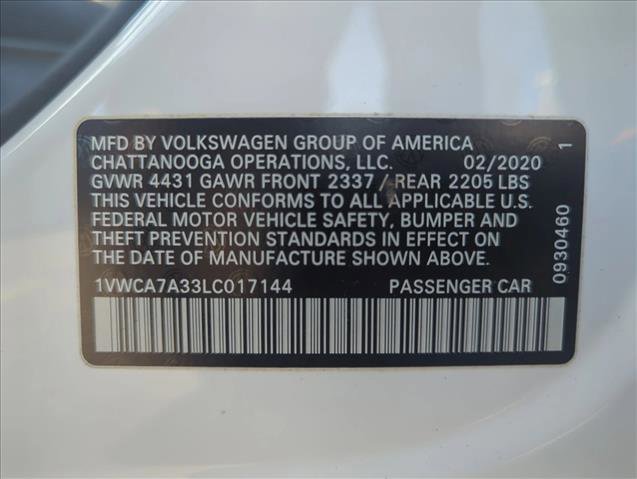 MFD BY VOLKSWAGEN GROUP OF AMERICA
CHATTANOOGA OPERATIONS, LLC. 02/2020
GVWR 4431 GAWR FRONT 2337 / REAR 2205 LBS
THIS VEHICLE CONFORMS TO ALL APPLICABLE U.S.
FEDERAL MOTOR VEHICLE SAFETY, BUMPER AND
THEFT PREVENTION STANDARDS IN EFFECT ON
THE DATE OF MANUFACTURE SHOWN ABOVE.
1VWCA7A33LC017144 PASSENGER CAR
0930460 1